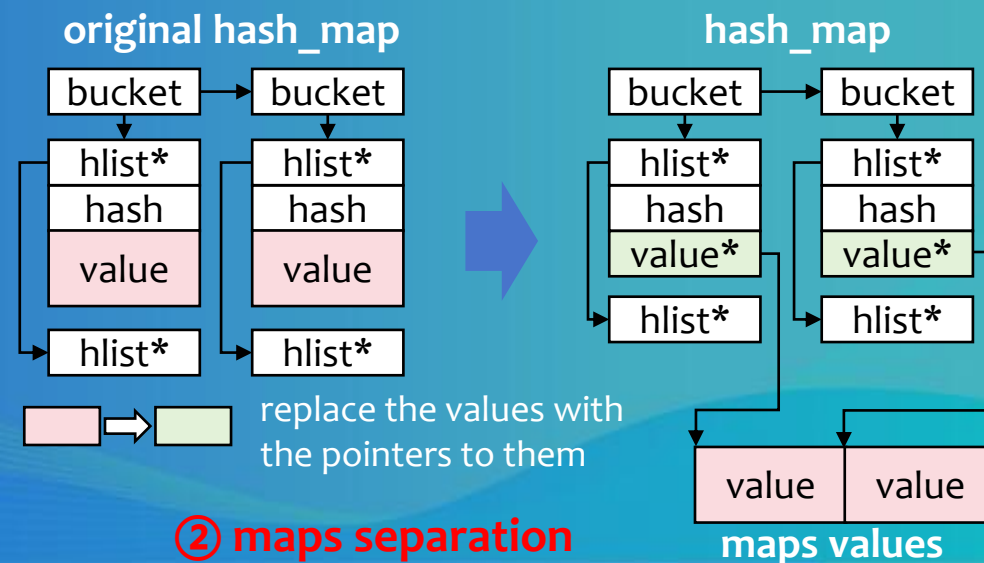 original hash_map
hash_map
bucket
bucket
hlist*
hlist*
hash
hash
value
value
hlist*
hlist*
bucket
bucket
hlist*
hlist*
hash
hash
value*
value*
hlist*
hlist*
replace the values with
the pointers to them
value
value
② maps separation
maps values